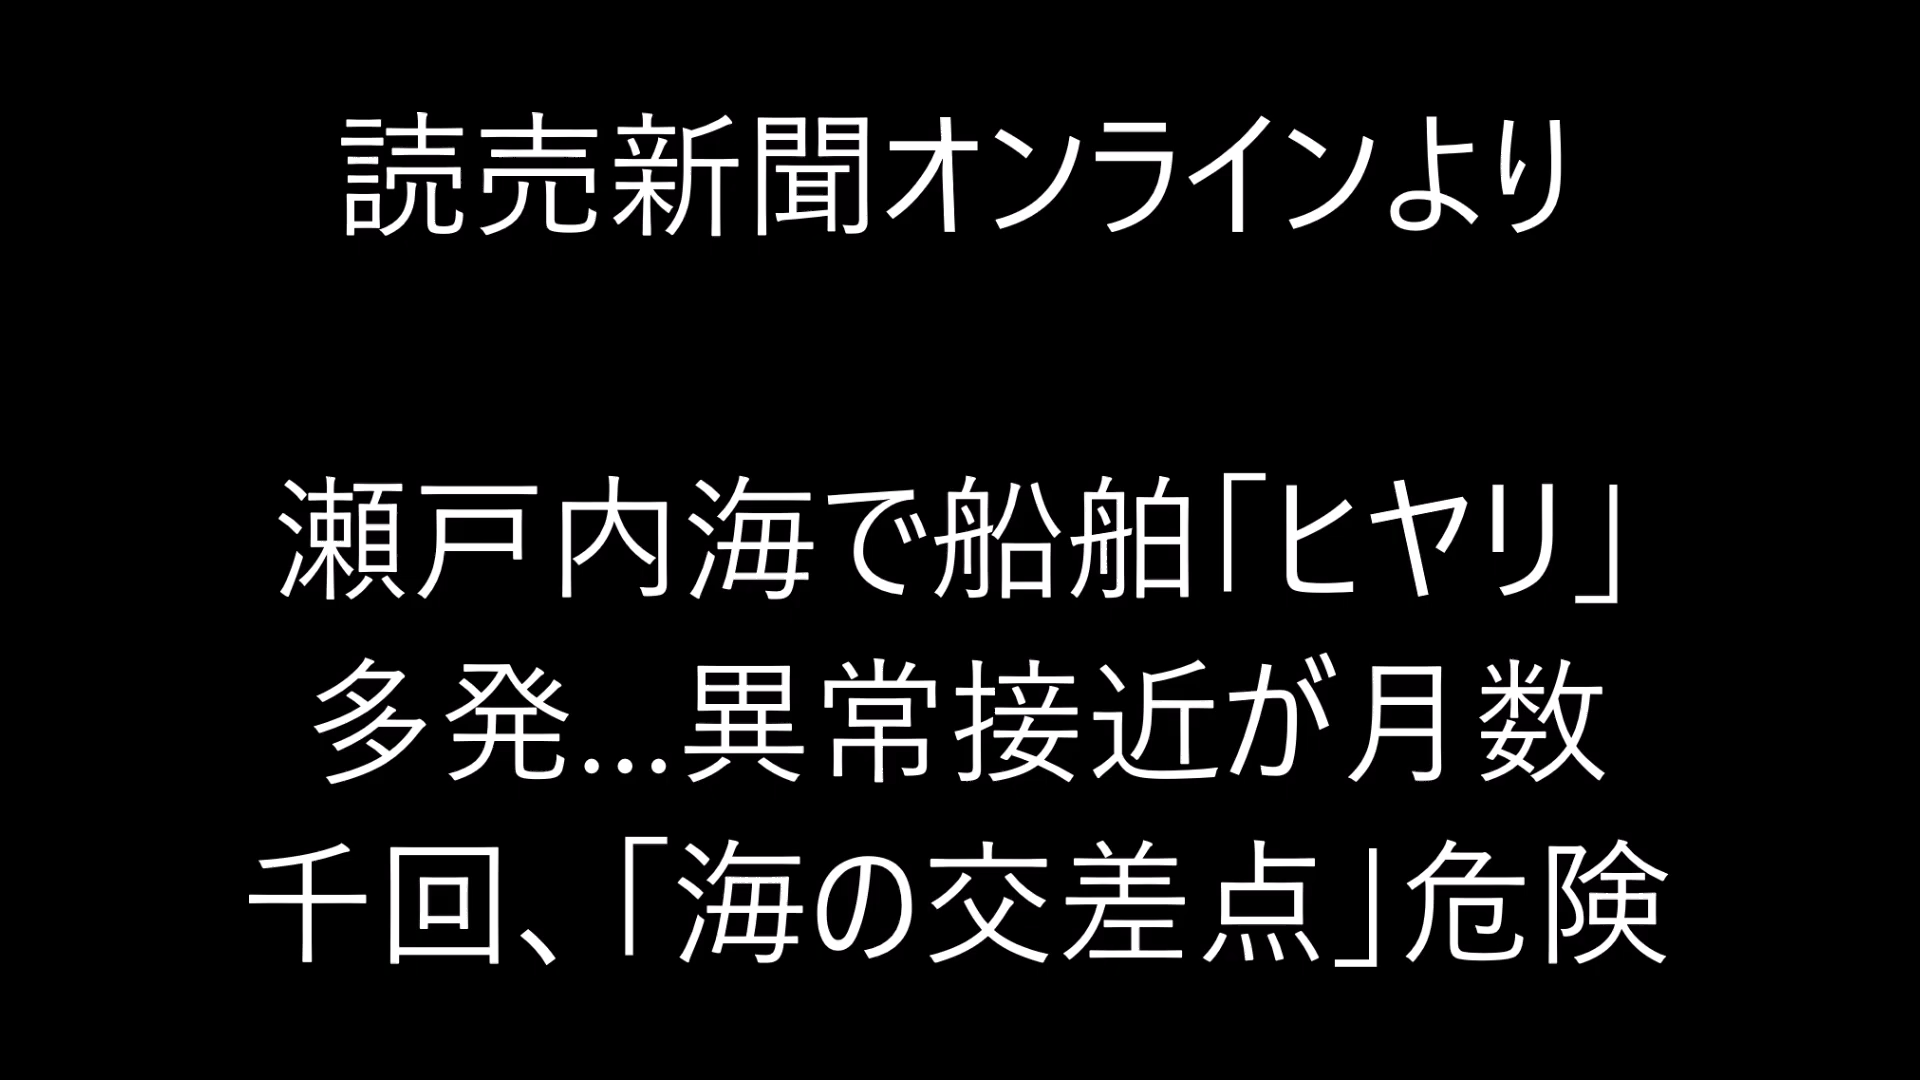 読売新聞オンラインより
瀬戸内海で船舶「ヒヤリ」
多発…異常接近が月数
千回、「海の交差点」危険